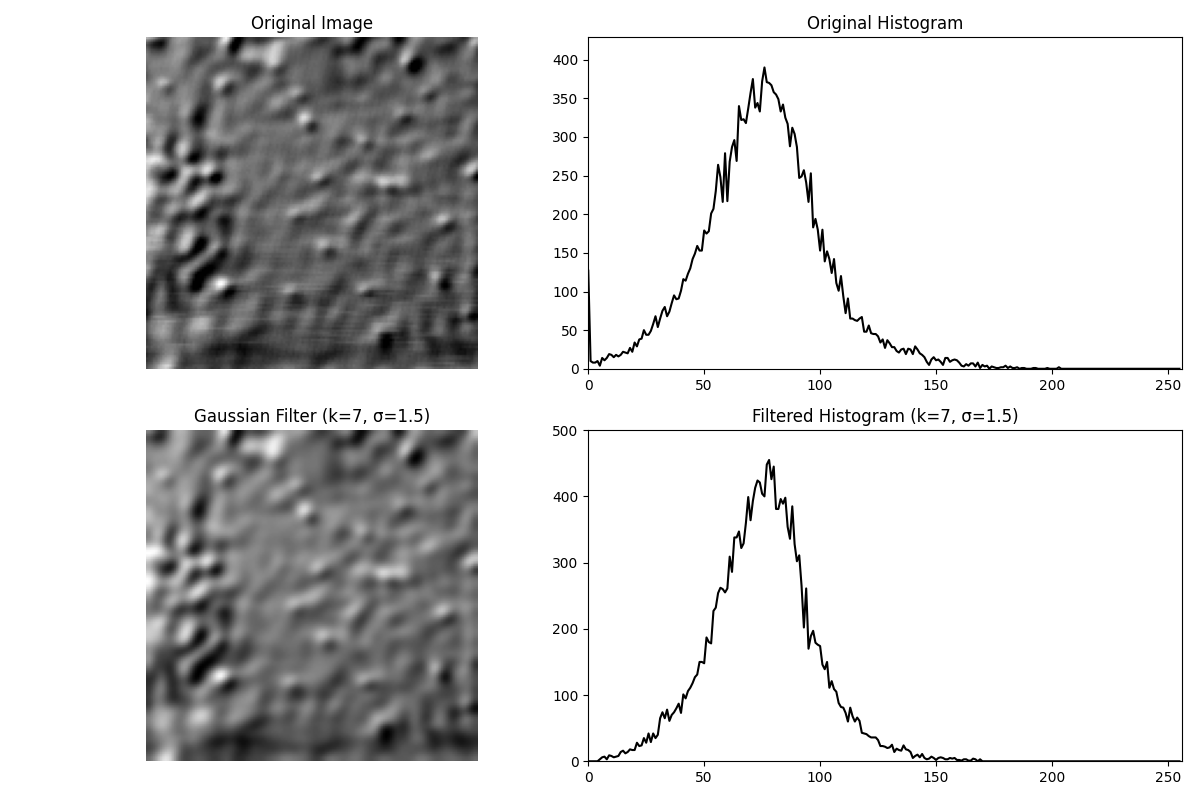 Original Image
Original Histogram
400
350
300
250
200
150
100
50
0
0 50 100 150 200 250
Gaussian Filter (k=7, σ=1.5)
Filtered Histogram (k=7, σ=1.5)
500
400
300
200
100
0
0 50 100 150 200 250